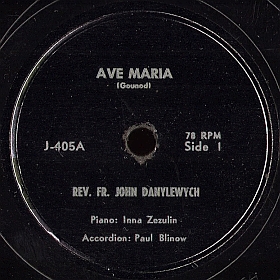 AVE MARIA
(Gounod)
J-405A
78 RPM
Side 1
REV. FR. JOHN DANYLEWYCH
Piano: Inna Zezulin
Accordion: Paul Blinow